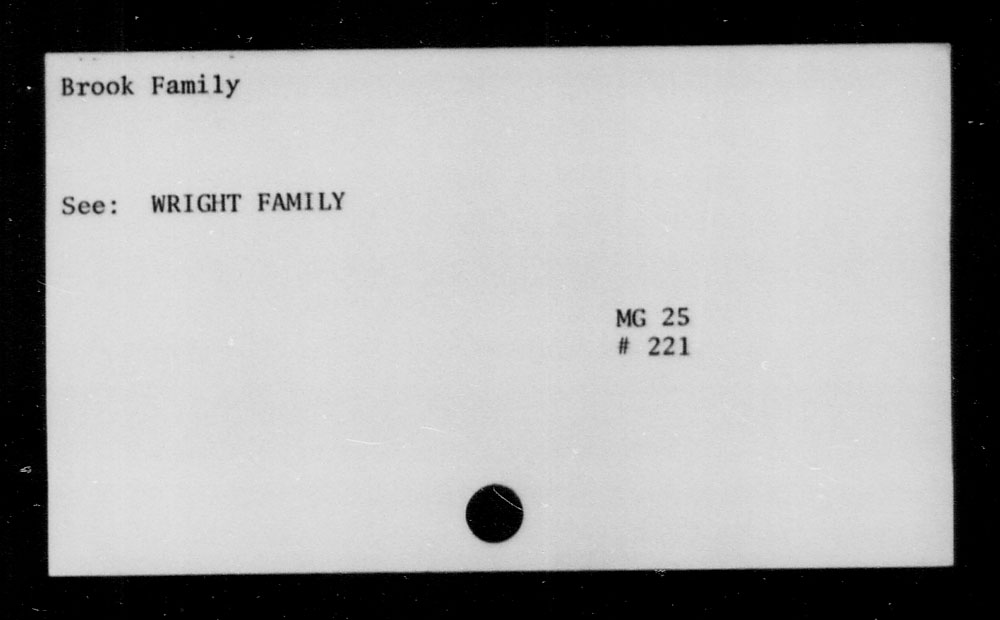 Brook Family
See: WRIGHT FAMILY
MG 25
# 221